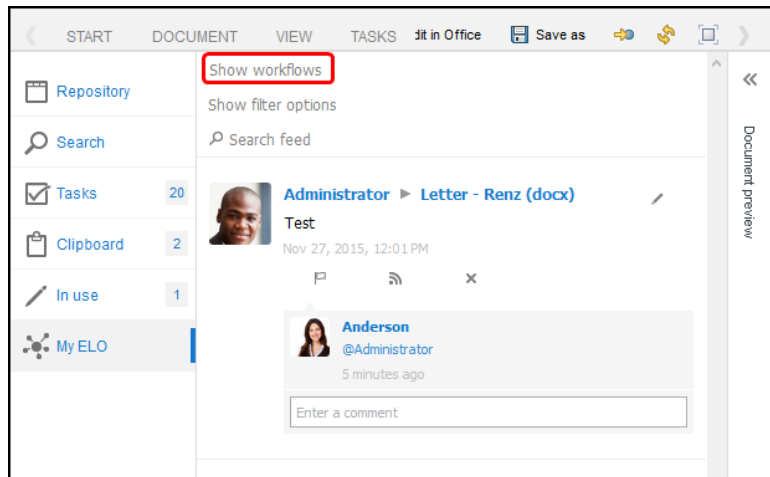 START DOCUMENT VIEW TASKS dit in Office Save as
Repository
Search
Tasks 20
Clipboard 2
In use 1
My ELO
Show workflows
Show filter options
Search feed
Administrator Letter - Renz (docx)
Test
Nov 27, 2015, 12:01 PM
Anderson
@Administrator
5 minutes ago
Enter a comment
Document preview